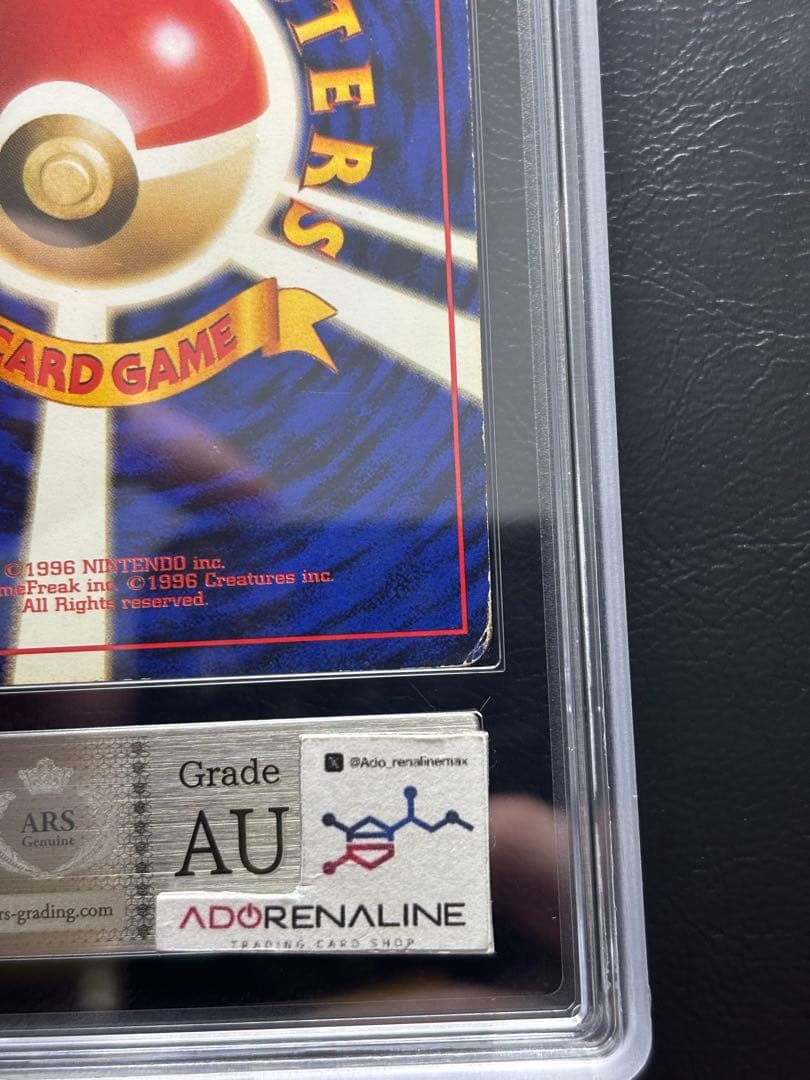 STERS
CARD GAME
©1996 NINTENDO inc.
meFreak inc. ©1996 Creatures inc.
All Rights reserved.
Grade
AU
ARS
Genuine
rs-grading.com
X @Ado_renalinemax
ADORENALINE
TRADING CARD SHOP